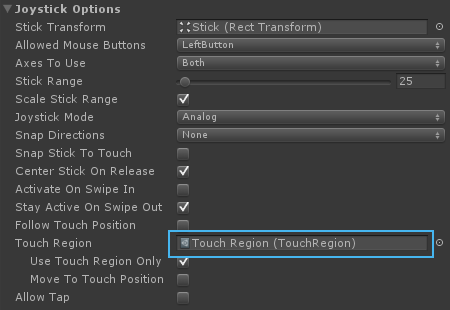 Joystick Options
Stick Transform Stick (Rect Transform)
Allowed Mouse Buttons LeftButton
Axes To Use Both
Stick Range 25
Scale Stick Range
Joystick Mode Analog
Snap Directions None
Snap Stick To Touch
Center Stick On Release
Activate On Swipe In
Stay Active On Swipe Out
Follow Touch Position
Touch Region Touch Region (TouchRegion)
Use Touch Region Only
Move To Touch Position
Allow Tap